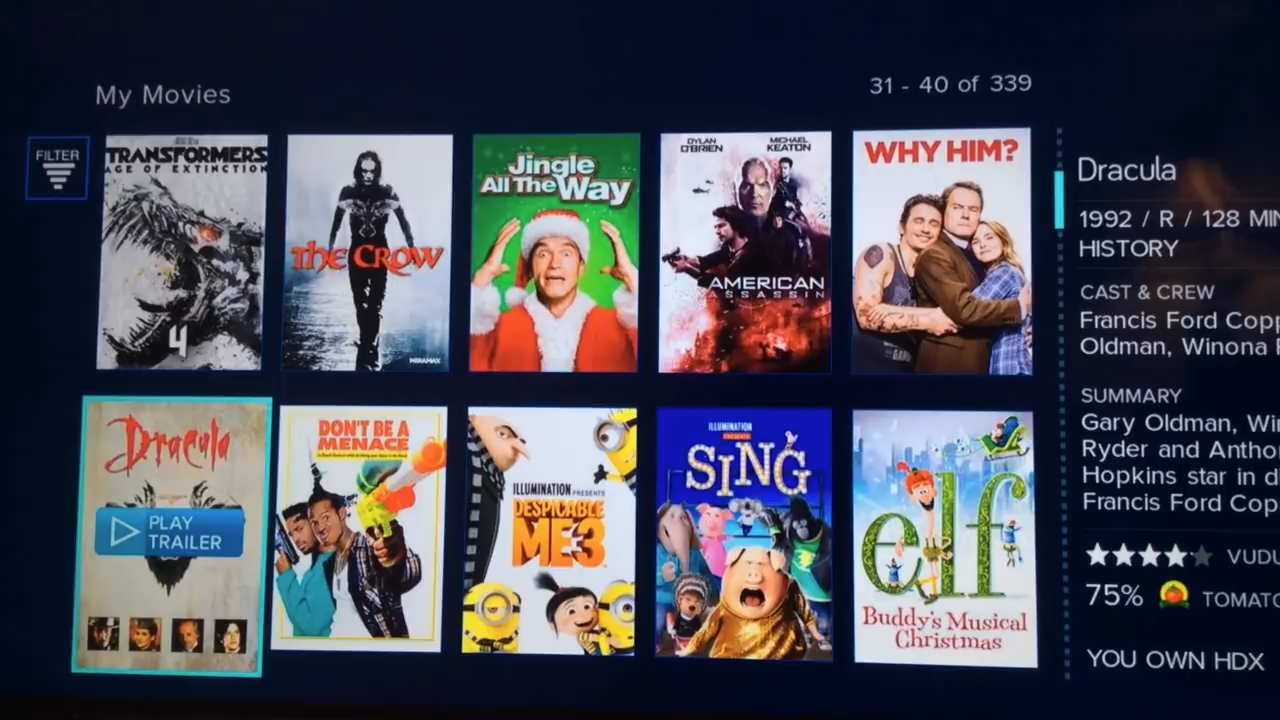 My Movies
31 - 40 of 339
FILTER
TRANSFORMERS
AGE OF EXTINCTION
4
THE CROW
MIRAMAX
Jingle
All The Way
DYLAN
O'BRIEN
MICHAEL
KEATON
AMERICAN
ASSASSIN
WHY HIM?
Dracula
PLAY
TRAILER
DON'T BE A
MENACE
ILLUMINATION PRESENTS
DESPICABLE
ME3
ILLUMINATION
PRESENTS
SING
elf
Buddy's Musical
Christmas
Dracula
1992 / R / 128 MIN
HISTORY
CAST & CREW
Francis Ford Copp
Oldman, Winona R
SUMMARY
Gary Oldman, Win
Ryder and Antho
Hopkins star in d
Francis Ford Cop
VUDU
75%
TOMATO
YOU OWN HDX